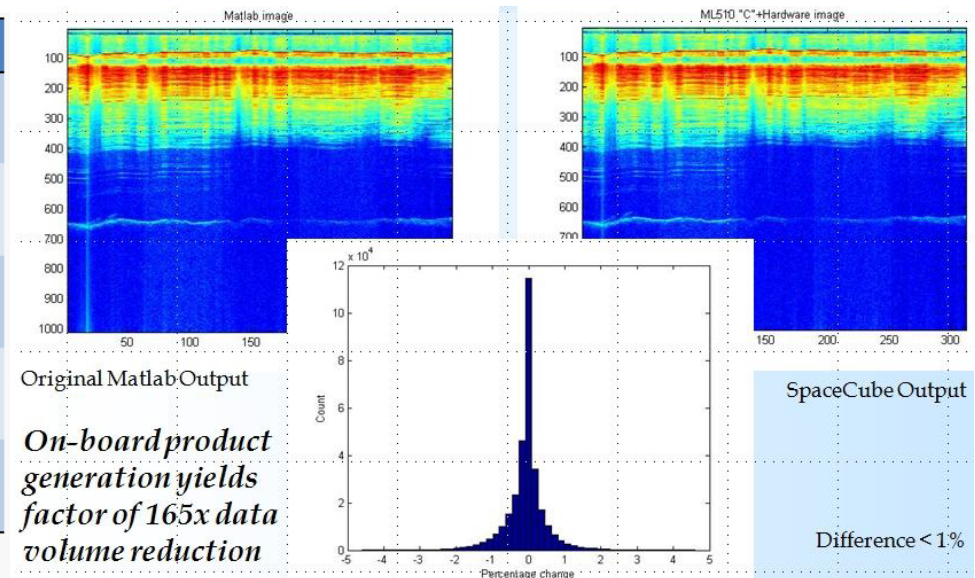 Matlab image
ML510 "C"+Hardware image
100
200
300
400
500
600
700
800
900
1000
50 100 150
100
200
300
400
500
600
700
150 200 250 300
x 10^4
12
10
8
6
4
2
0
Count
-5 -4 -3 -2 -1 0 1 2 3 4 5
Percentage change
Original Matlab Output
On-board product
generation yields
factor of 165x data
volume reduction
SpaceCube Output
Difference < 1%